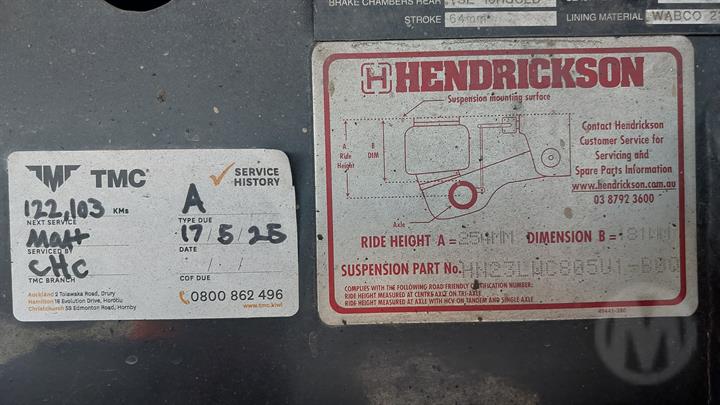 BRAKE CHAMBERS REAR
STROKE 64mm
LINING MATERIAL WABCO
TMC
SERVICE
HISTORY
122,103 KMs
NEXT SERVICE
A
TYPE DUE
Matt
SERVICED BY
17/5/25
DATE
CHC
TMC BRANCH
COF DUE
Auckland 2 Tolawaka Road, Drury
Hamilton 18 Evolution Drive, Horotiu
Christchurch 59 Edmonton Road, Hornby
0800 862 496
www.tmc.kiwi
H HENDRICKSON
Suspension mounting surface
A
Ride
Height
B
DIM
Axle
Contact Hendrickson
Customer Service for
Servicing and
Spare Parts Information
www.hendrickson.com.au
03 8792 3600
RIDE HEIGHT A = 254MM DIMENSION B = 181MM
SUSPENSION PART No.
COMPLIES WITH THE FOLLOWING ROAD FRIENDLY CERTIFICATION NUMBER:
RIDE HEIGHT MEASURED AT CENTRE AXLE ON TRI-AXLE
RIDE HEIGHT MEASURED AT AXLE WITH HCV ON TANDEM AND SINGLE AXLE
M